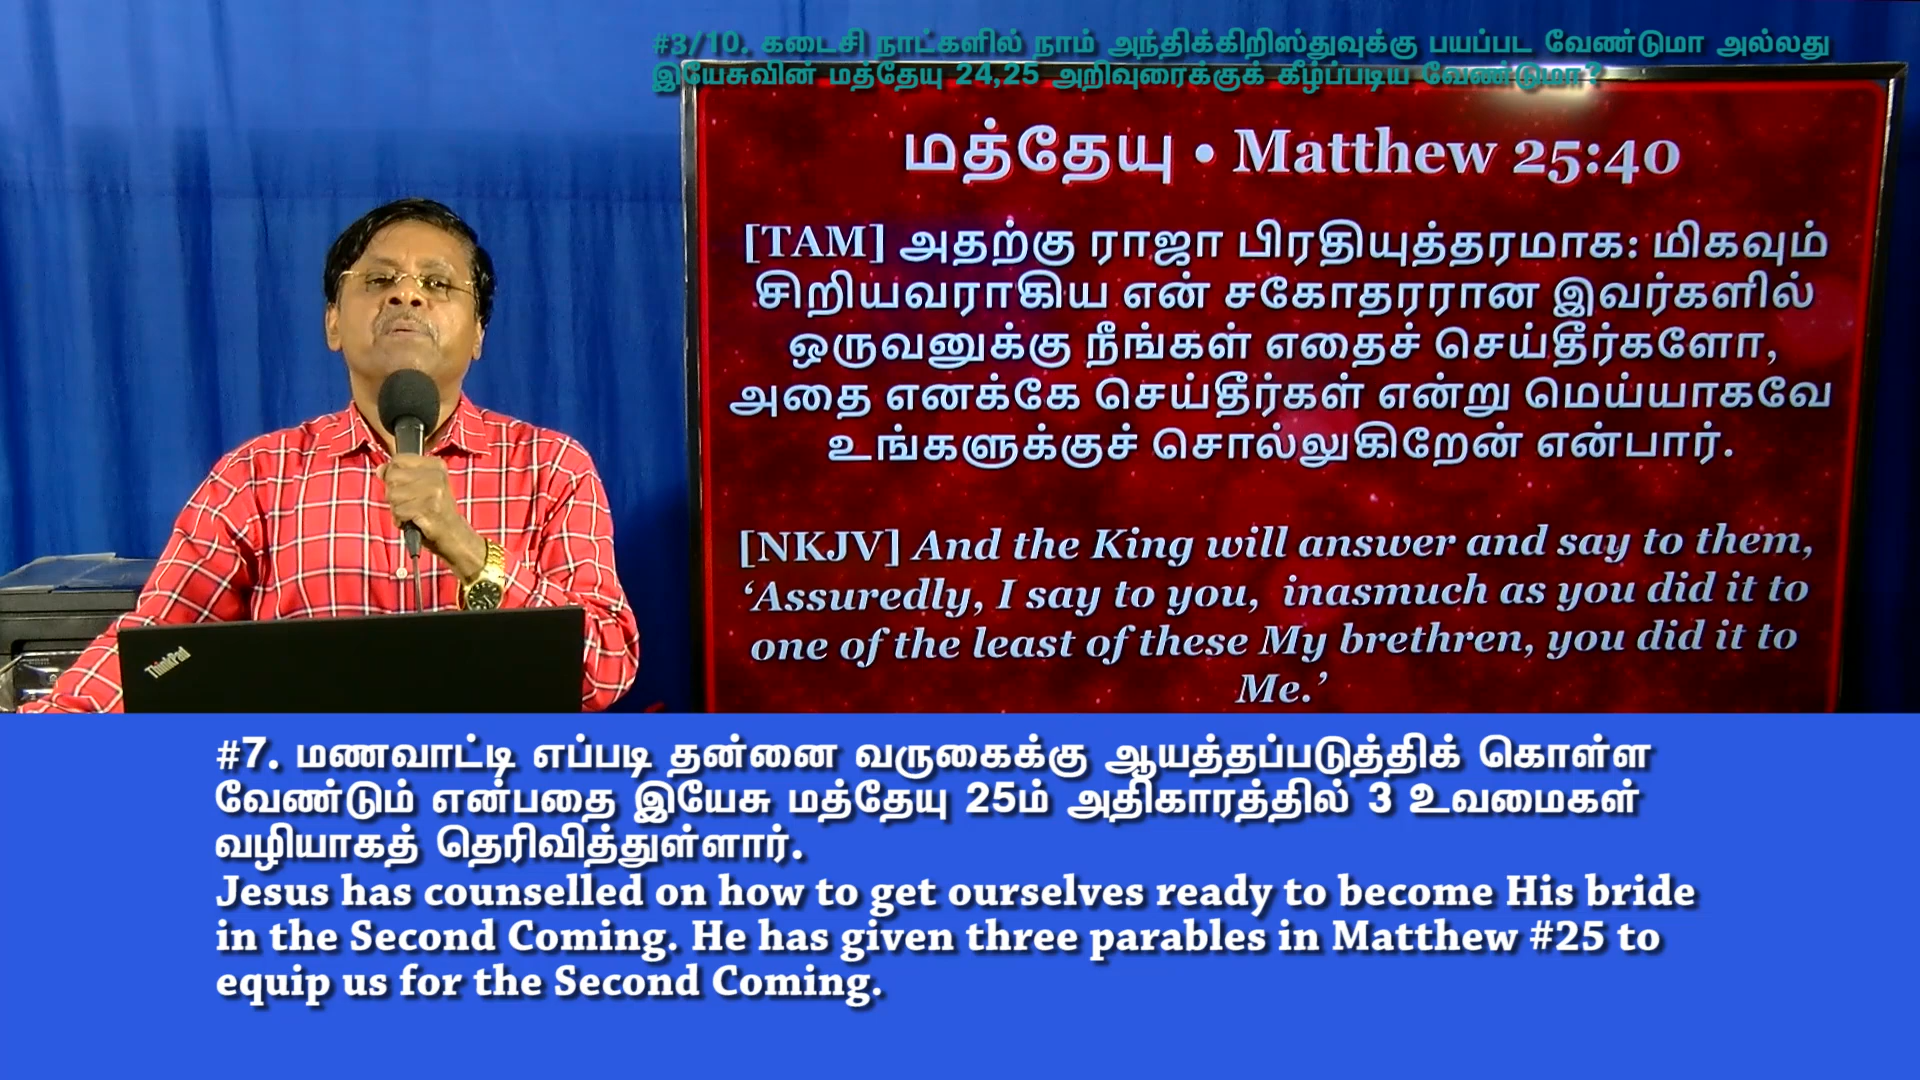 #3/10. கடைசி நாட்களில் நாம் அந்திக்கிறிஸ்துவுக்கு பயப்பட வேண்டுமா அல்லது
இயேசுவின் மத்தேயு 24,25 அறிவுரைக்குக் கீழ்ப்படிய வேண்டுமா?
மத்தேயு • Matthew 25:40
[TAM] அதற்கு ராஜா பிரதியுத்தரமாக: மிகவும்
சிறியவராகிய என் சகோதரரான இவர்களில்
ஒருவனுக்கு நீங்கள் எதைச் செய்தீர்களோ,
அதை எனக்கே செய்தீர்கள் என்று மெய்யாகவே
உங்களுக்குச் சொல்லுகிறேன் என்பார்.
[NKJV] And the King will answer and say to them,
‘Assuredly, I say to you, inasmuch as you did it to
one of the least of these My brethren, you did it to
Me.’
ThinkPad
#7. மணவாட்டி எப்படி தன்னை வருகைக்கு ஆயத்தப்படுத்திக் கொள்ள
வேண்டும் என்பதை இயேசு மத்தேயு 25ம் அதிகாரத்தில் 3 உவமைகள்
வழியாகத் தெரிவித்துள்ளார்.
Jesus has counselled on how to get ourselves ready to become His bride
in the Second Coming. He has given three parables in Matthew #25 to
equip us for the Second Coming.